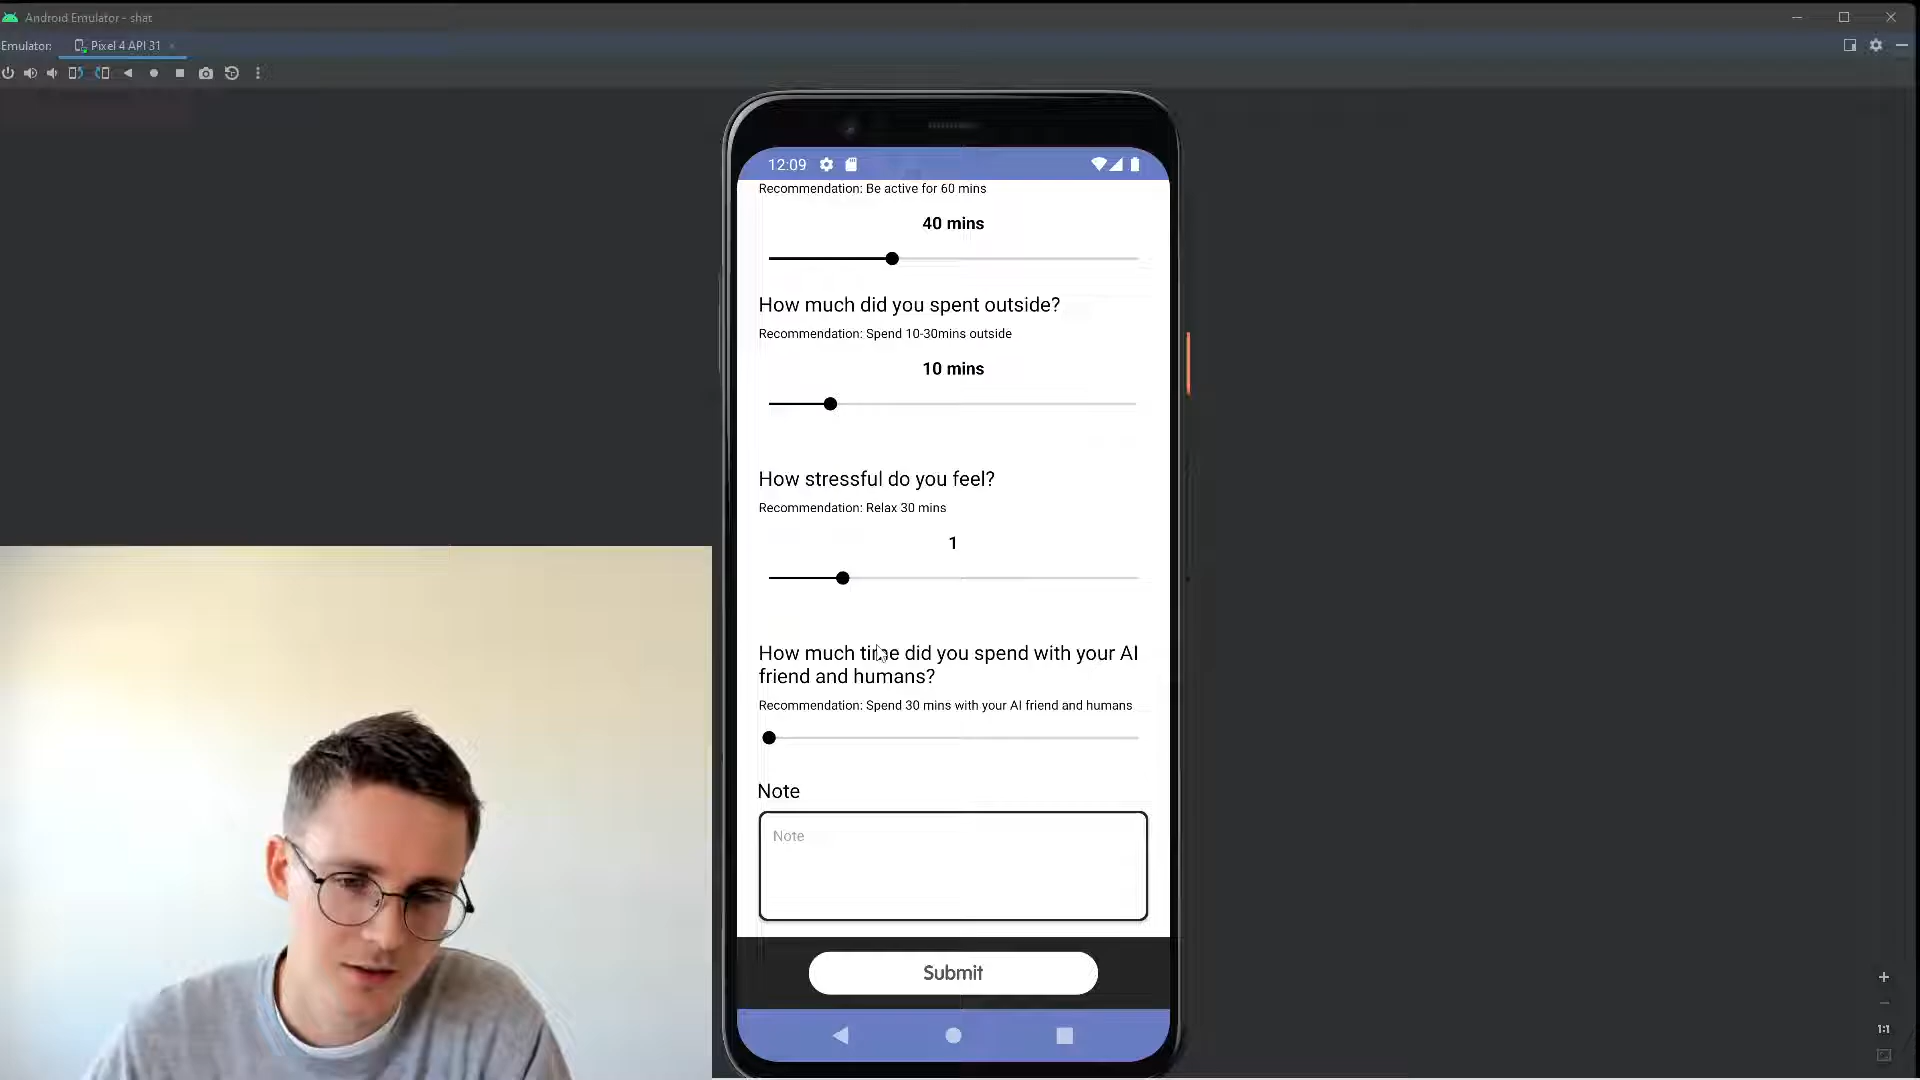 Android Emulator - shat
Emulator:
Pixel 4 API 31
12:09
Recommendation: Be active for 60 mins
40 mins
How much did you spent outside?
Recommendation: Spend 10-30mins outside
10 mins
How stressful do you feel?
Recommendation: Relax 30 mins
1
How much time did you spend with your AI
friend and humans?
Recommendation: Spend 30 mins with your AI friend and humans
Note
Note
Submit
1:1